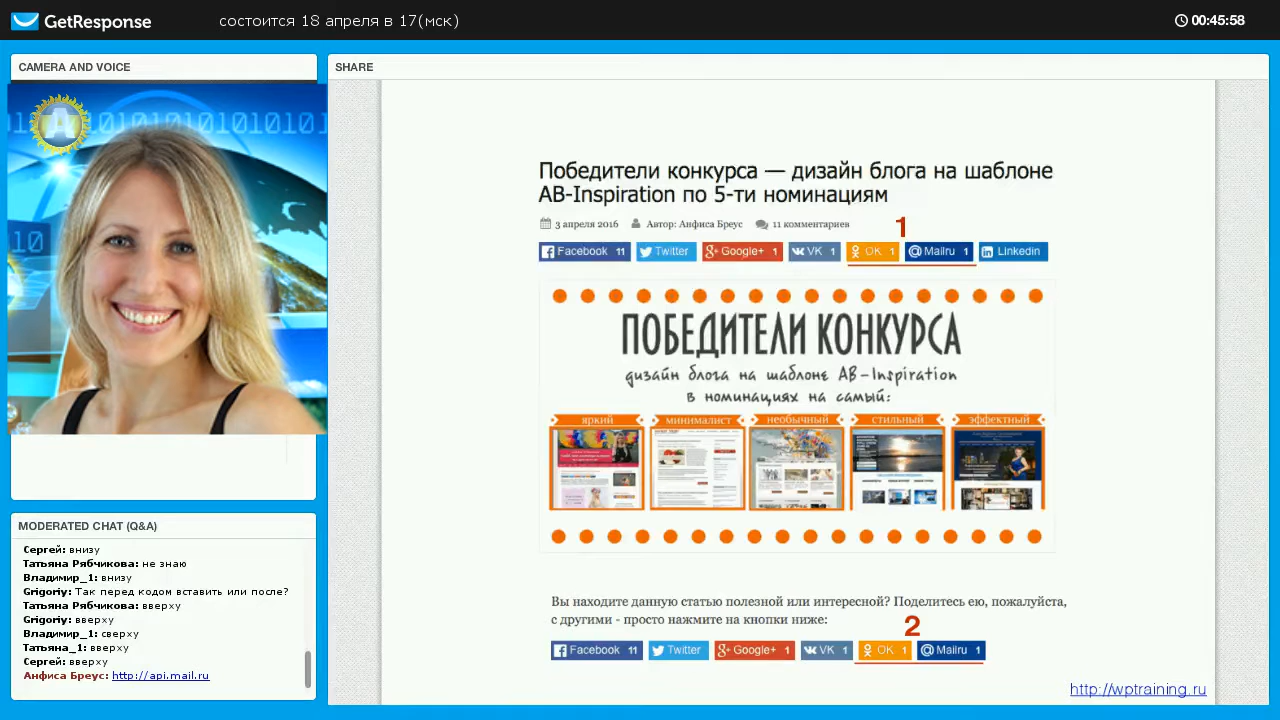 GetResponse
состоится 18 апреля в 17(мск)
00:45:58
CAMERA AND VOICE
SHARE
A
Победители конкурса — дизайн блога на шаблоне
AB-Inspiration по 5-ти номинациям
3 апреля 2016 Автор: Анфиса Бреус 11 комментариев
1
Facebook 11 Twitter Google+ 1 VK 1 OK 1 Mailru 1 Linkedin
ПОБЕДИТЕЛИ КОНКУРСА
дизайн блога на шаблоне AB-Inspiration
в номинациях на самый:
яркий минималист необычный стильный эффектный
Вы находите данную статью полезной или интересной? Поделитесь ею, пожалуйста,
с другими - просто нажмите на кнопки ниже:
2
Facebook 11 Twitter Google+ 1 VK 1 OK 1 Mailru 1
http://wptraining.ru
MODERATED CHAT (Q&A)
Сергей: внизу
Татьяна Рябчикова: не знаю
Владимир_1: внизу
Grigoriy: Так перед кодом вставить или после?
Татьяна Рябчикова: вверху
Grigoriy: вверху
Владимир_1: сверху
Татьяна_1: вверху
Сергей: вверху
Анфиса Бреус: http://api.mail.ru